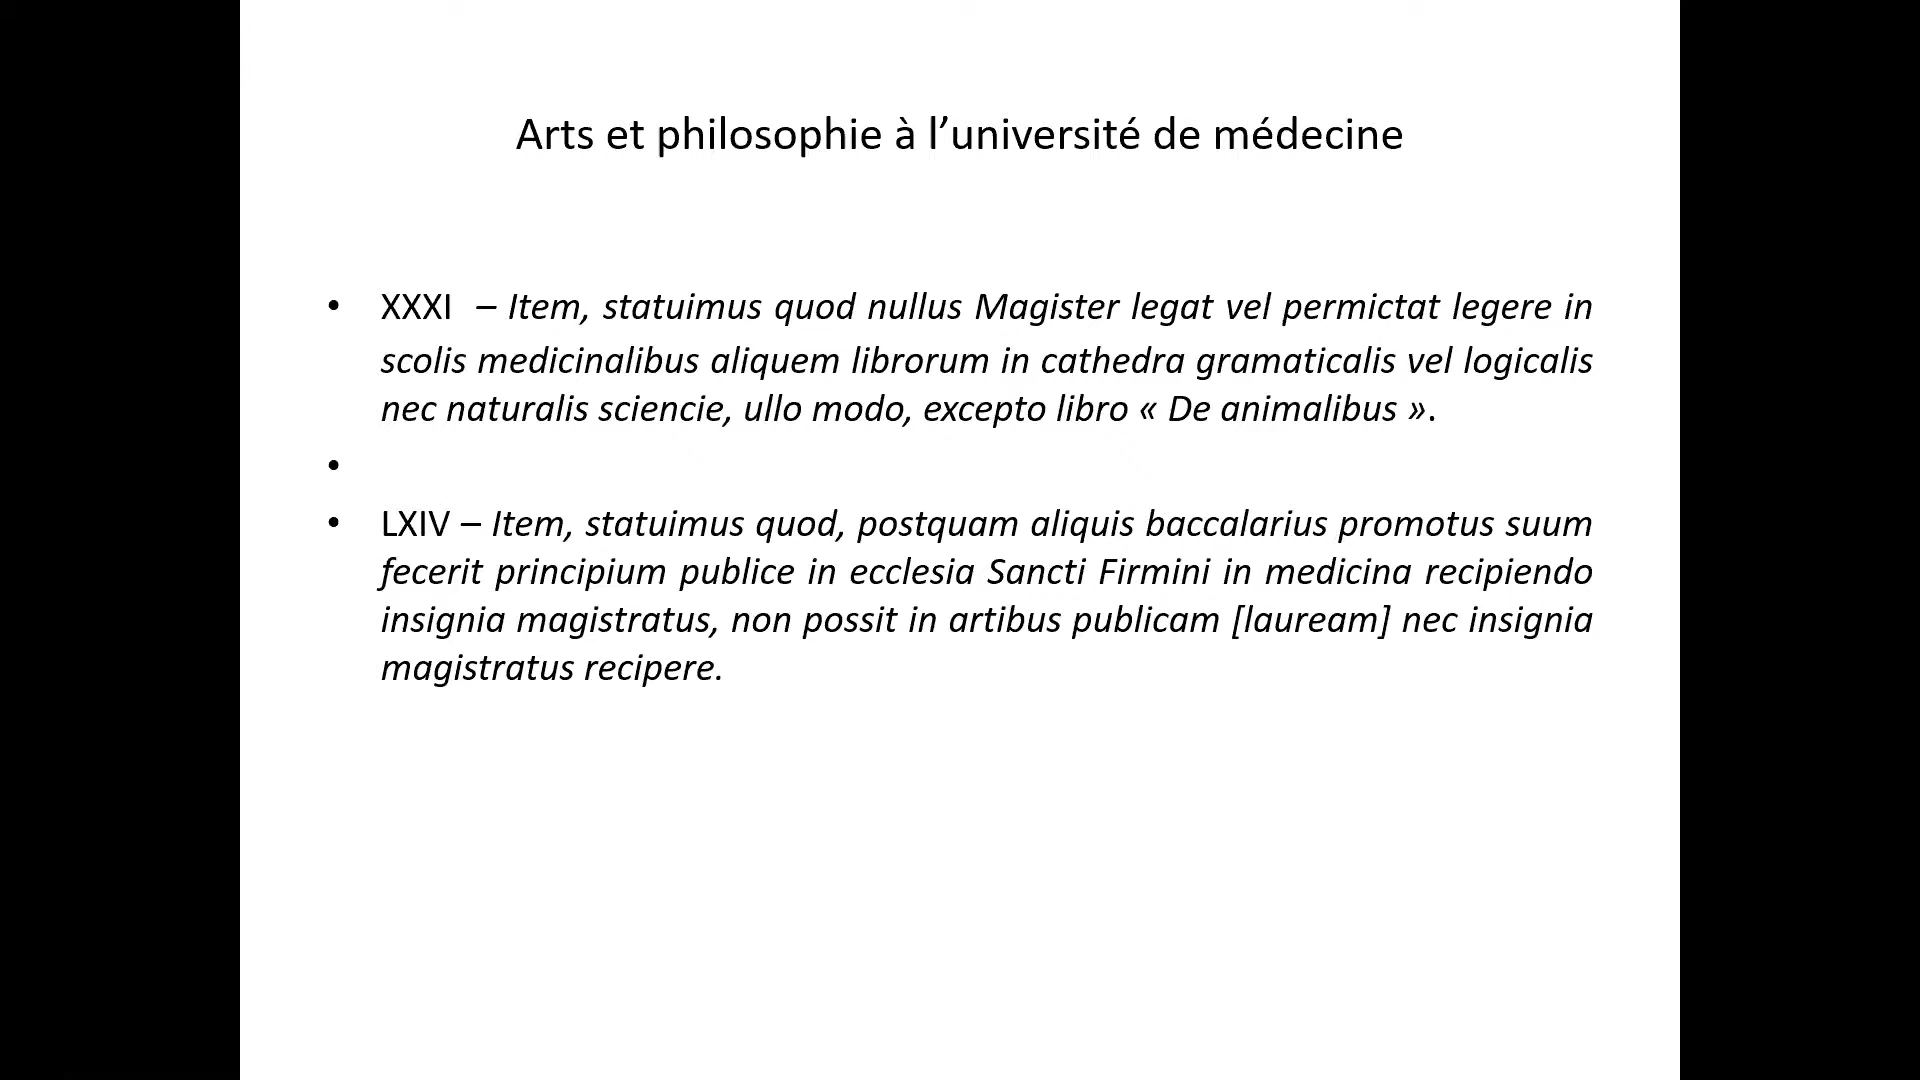 Arts et philosophie à l’université de médecine
• XXXI – Item, statuimus quod nullus Magister legat vel permictat legere in
scolis medicinalibus aliquem librorum in cathedra gramaticalis vel logicalis
nec naturalis sciencie, ullo modo, excepto libro « De animalibus ».
•
• LXIV – Item, statuimus quod, postquam aliquis baccalarius promotus suum
fecerit principium publice in ecclesia Sancti Firmini in medicina recipiendo
insignia magistratus, non possit in artibus publicam [lauream] nec insignia
magistratus recipere.